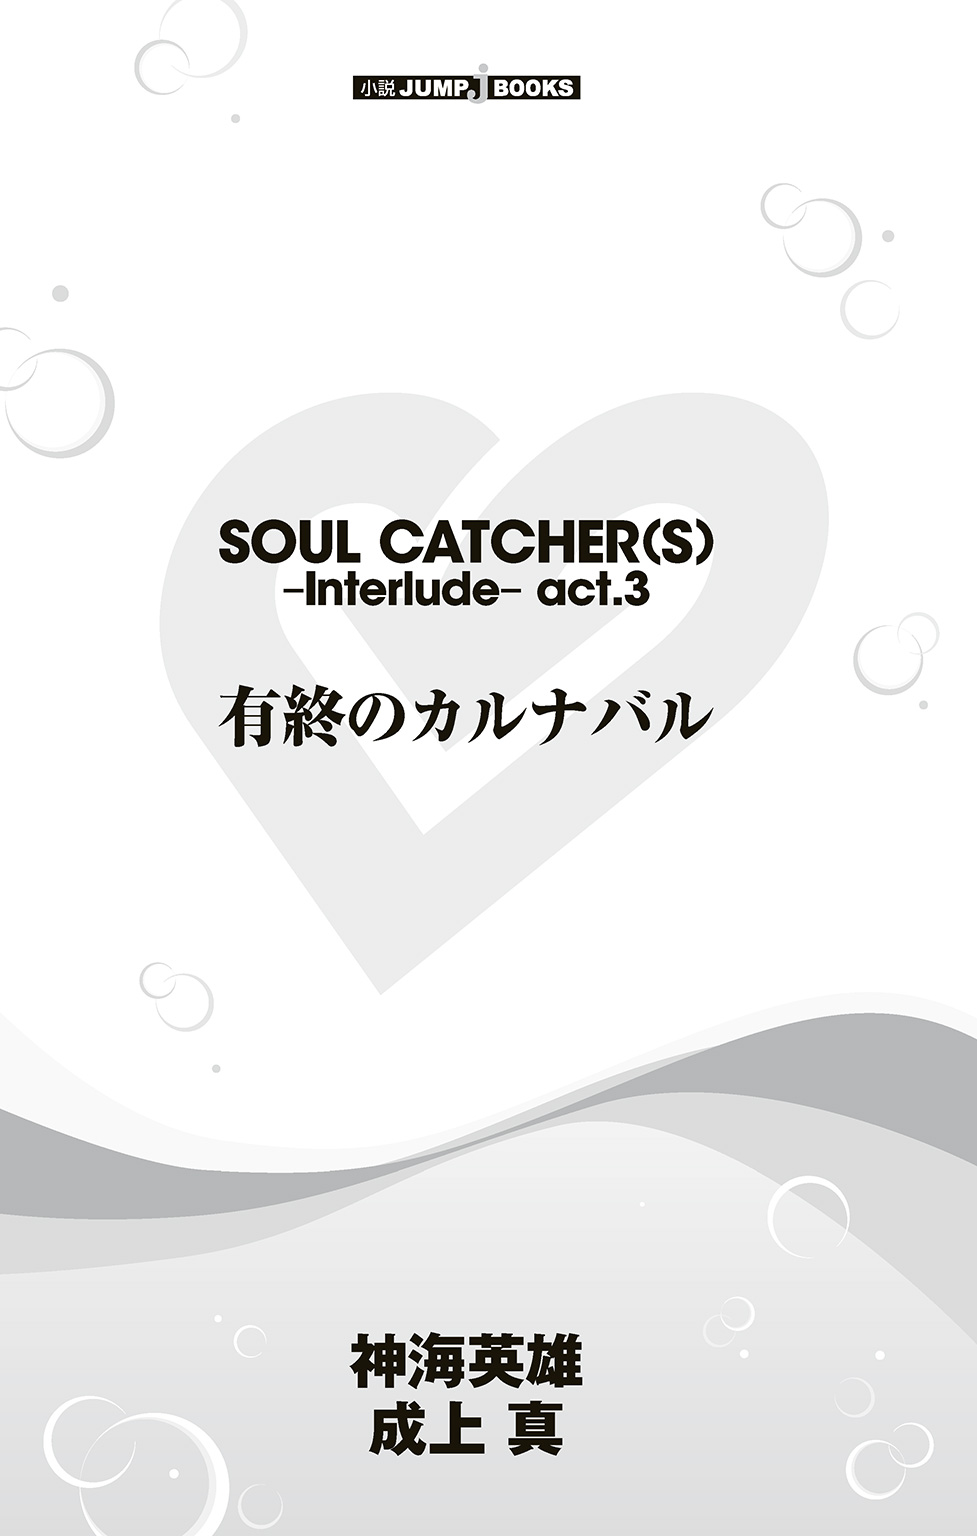 小説 JUMP j BOOKS
SOUL CATCHER(S)
–Interlude– act.3
有終のカルナバル
神海英雄
成上 真